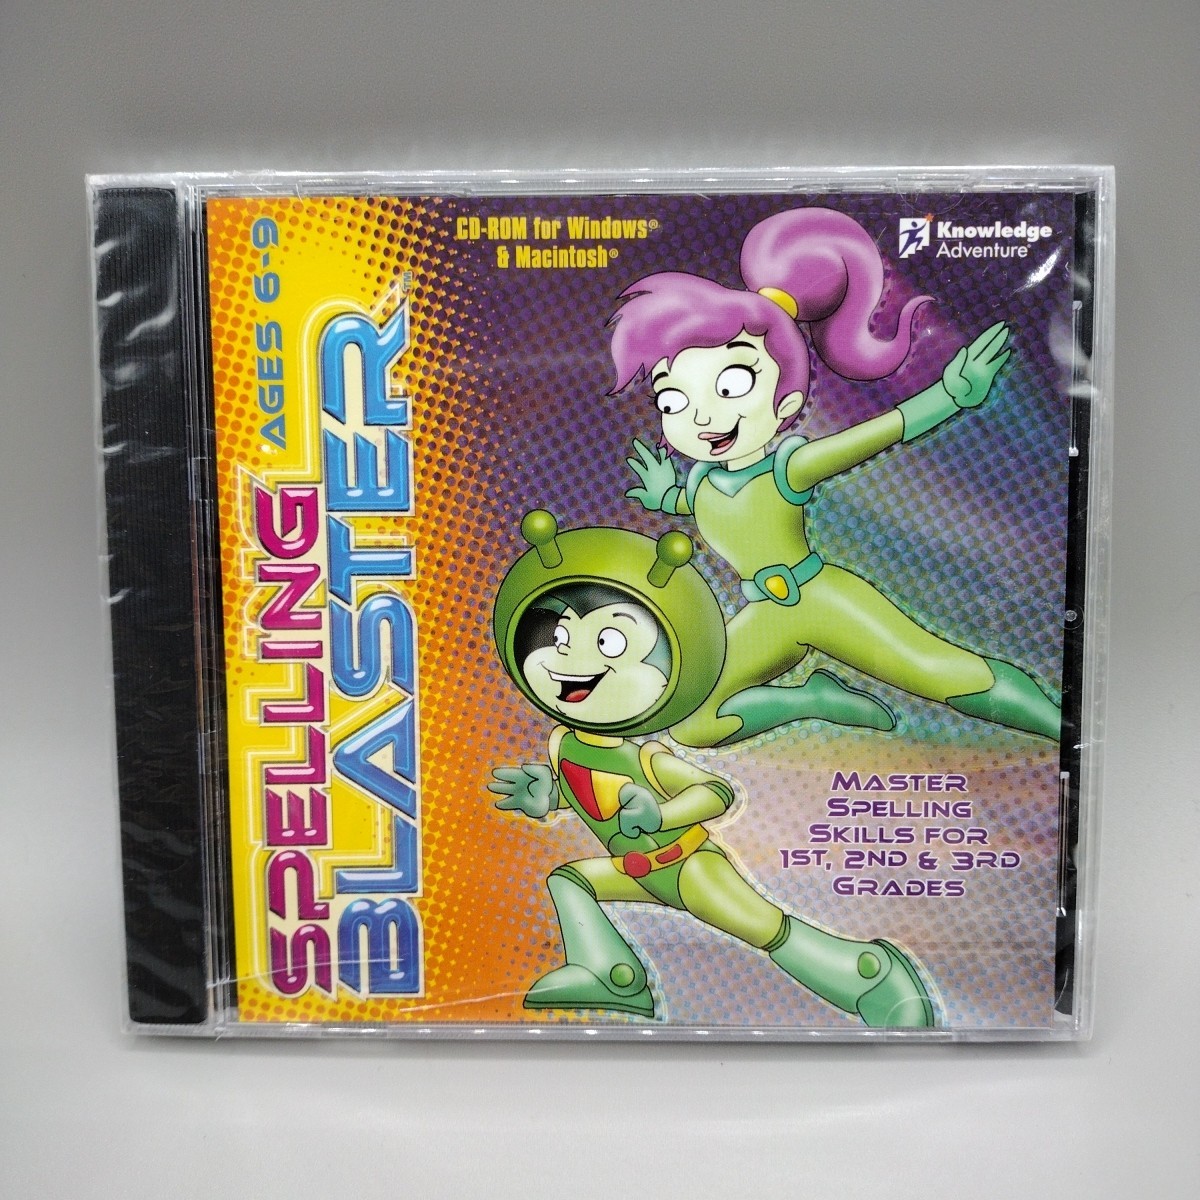 AGES 6-9
SPELLING
BLASTER™
CD-ROM for Windows®
& Macintosh®
Knowledge
Adventure®
MASTER
SPELLING
SKILLS FOR
1ST, 2ND & 3RD
GRADES